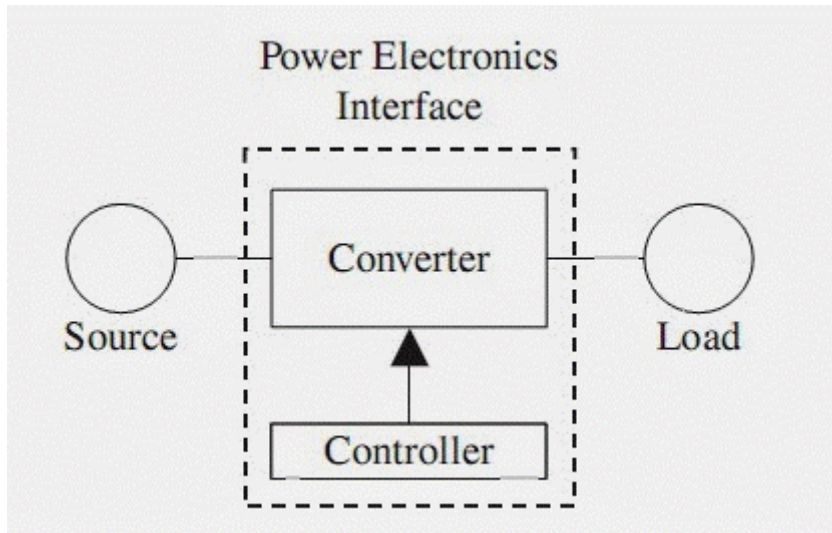 Power Electronics
Interface
Converter
Source
Load
Controller